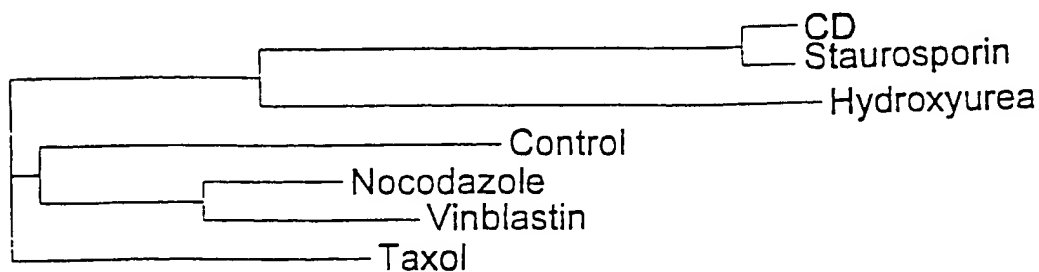 CD
Staurosporin
Hydroxyurea
Control
Nocodazole
Vinblastin
Taxol